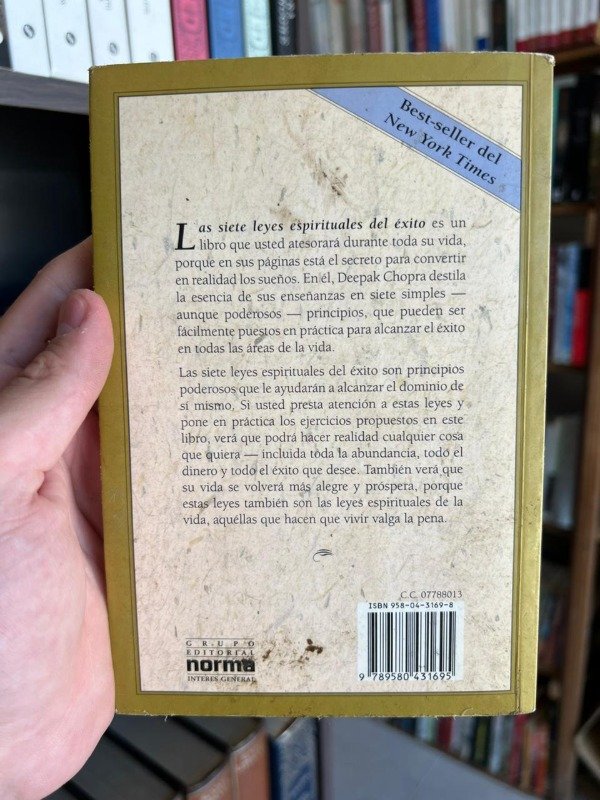 Best-seller del
New York Times
Las siete leyes espirituales del éxito es un
libro que usted atesorará durante toda su vida,
porque en sus páginas está el secreto para convertir
en realidad los sueños. En él, Deepak Chopra destila
la esencia de sus enseñanzas en siete simples —
aunque poderosos — principios, que pueden ser
fácilmente puestos en práctica para alcanzar el éxito
en todas las áreas de la vida.
Las siete leyes espirituales del éxito son principios
poderosos que le ayudarán a alcanzar el dominio de
sí mismo. Si usted presta atención a estas leyes y
pone en práctica los ejercicios propuestos en este
libro, verá que podrá hacer realidad cualquier cosa
que quiera — incluida toda la abundancia, todo el
dinero y todo el éxito que desee. También verá que
su vida se volverá más alegre y próspera, porque
estas leyes también son las leyes espirituales de la
vida, aquéllas que hacen que vivir valga la pena.
C.C. 07788013
ISBN 958-04-3169-8
9 789580 431695
GRUPO
EDITORIAL
norma
INTERES GENERAL